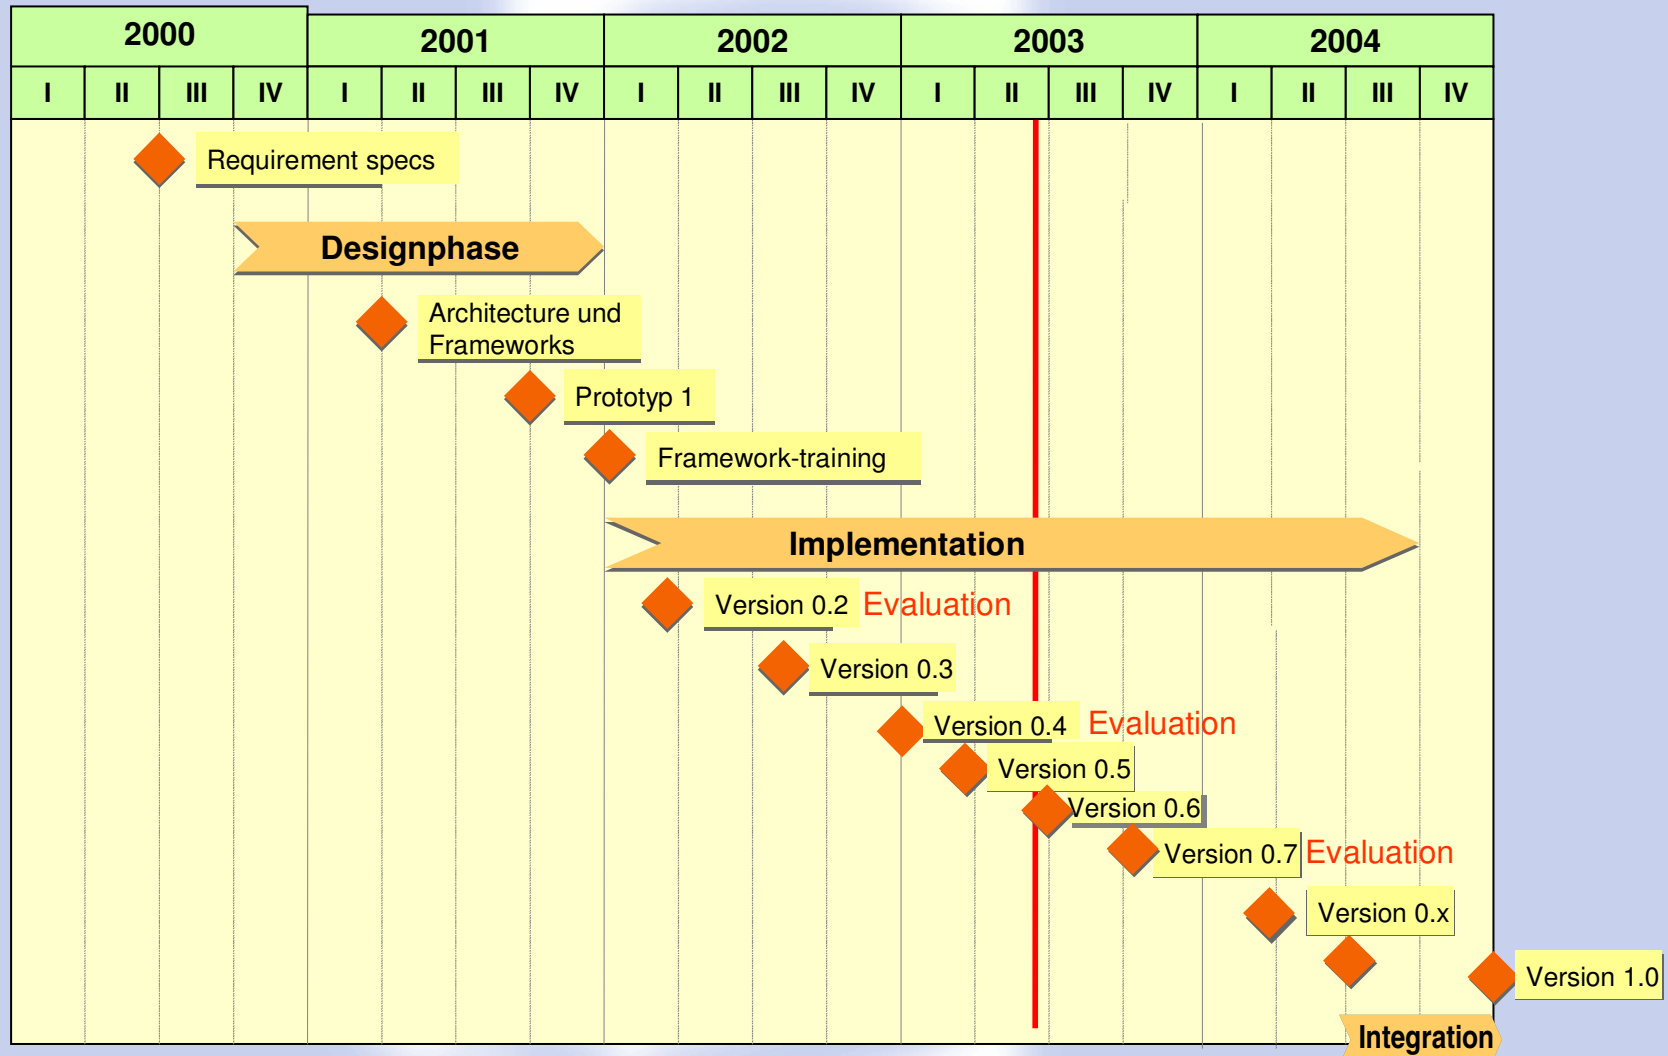 2000 2001 2002 2003 2004
I II III IV I II III IV I II III IV I II III IV I II III IV
Requirement specs
Designphase
Architecture und
Frameworks
Prototyp 1
Framework-training
Implementation
Version 0.2 Evaluation
Version 0.3
Version 0.4 Evaluation
Version 0.5
Version 0.6
Version 0.7 Evaluation
Version 0.x
Version 1.0
Integration